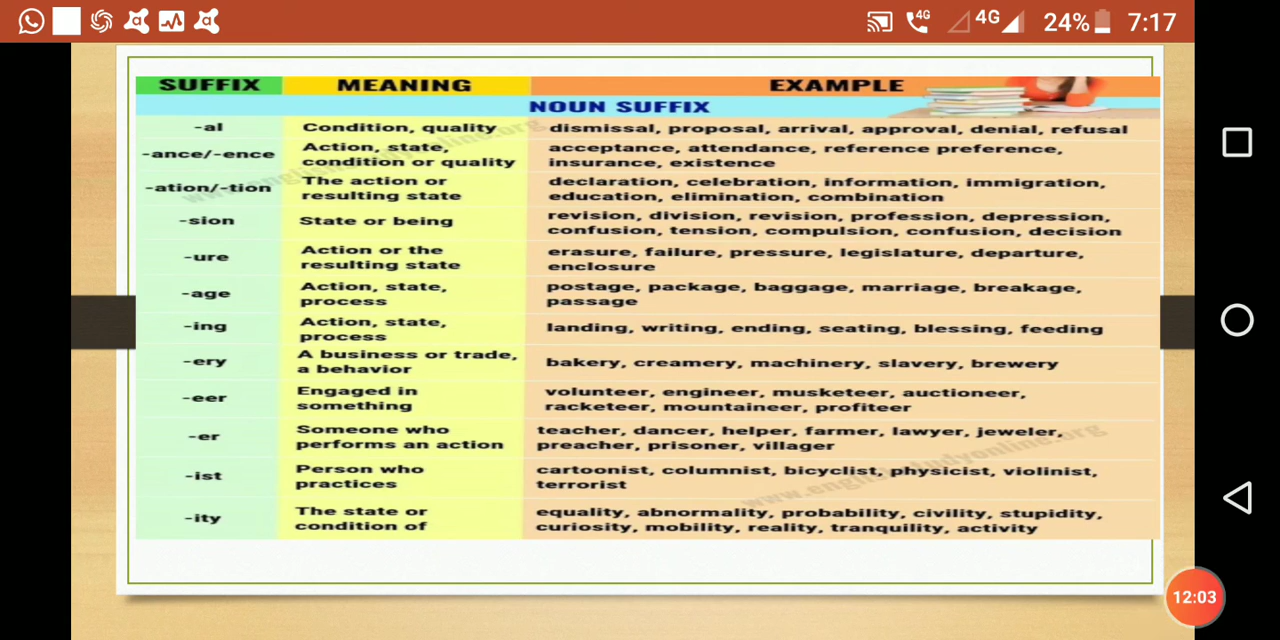 4G 4G 24% 7:17
SUFFIX MEANING EXAMPLE
NOUN SUFFIX
-al Condition, quality dismissal, proposal, arrival, approval, denial, refusal
-ance/-ence Action, state, acceptance, attendance, reference preference,
condition or quality insurance, existence
-ation/-tion The action or declaration, celebration, information, immigration,
resulting state education, elimination, combination
-sion State or being revision, division, revision, profession, depression,
confusion, tension, compulsion, confusion, decision
-ure Action or the erasure, failure, pressure, legislature, departure,
resulting state enclosure
-age Action, state, postage, package, baggage, marriage, breakage,
process passage
-ing Action, state, landing, writing, ending, seating, blessing, feeding
process
-ery A business or trade, bakery, creamery, machinery, slavery, brewery
a behavior
-eer Engaged in volunteer, engineer, musketeer, auctioneer,
something racketeer, mountaineer, profiteer
-er Someone who teacher, dancer, helper, farmer, lawyer, jeweler,
performs an action preacher, prisoner, villager
-ist Person who cartoonist, columnist, bicyclist, physicist, violinist,
practices terrorist
-ity The state or equality, abnormality, probability, civility, stupidity,
condition of curiosity, mobility, reality, tranquility, activity
www.englishstudyonline.org
12:03